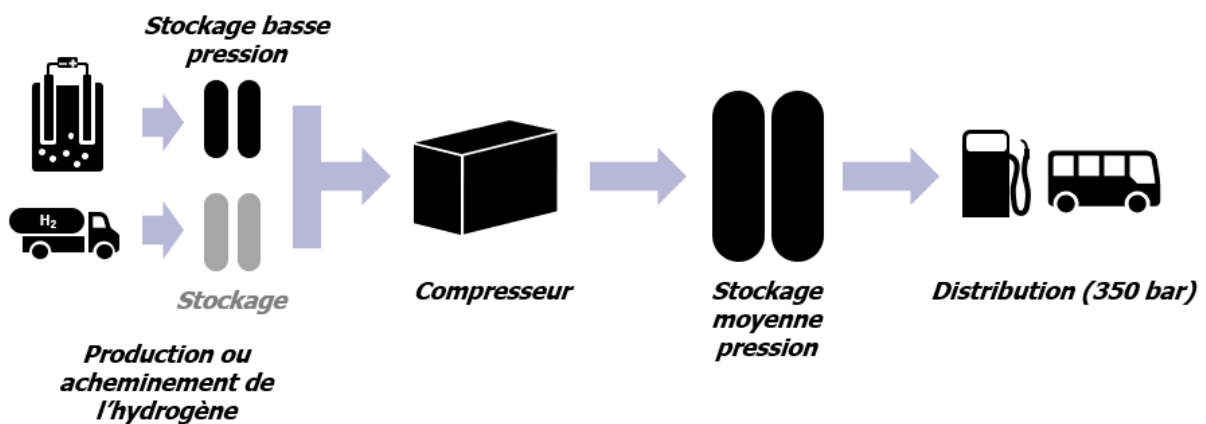 Stockage basse
pression
H₂
Stockage
Production ou
acheminement de
l'hydrogène
Compresseur
Stockage
moyenne
pression
Distribution (350 bar)